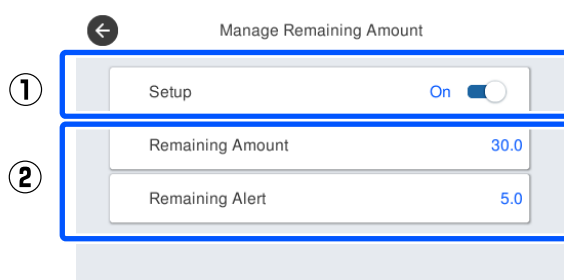 Manage Remaining Amount
①
Setup On
②
Remaining Amount 30.0
Remaining Alert 5.0